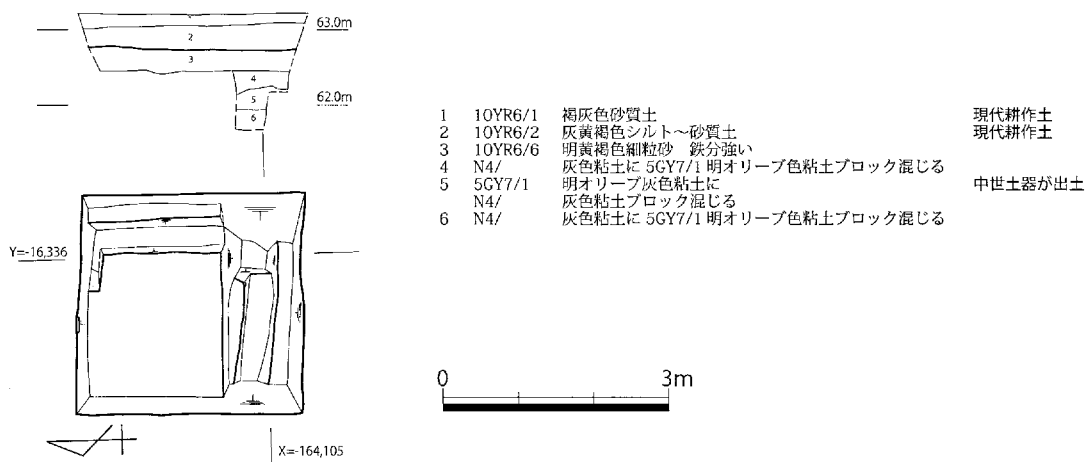 1
63.0m
2
3
4
5
62.0m
6
1 10YR6/1 褐灰色砂質土 現代耕作土
2 10YR6/2 灰黄褐色シルト~砂質土 現代耕作土
3 10YR6/6 明黄褐色細粒砂 鉄分強い
4 N4/ 灰色粘土に 5GY7/1 明オリーブ色粘土ブロック混じる
5 5GY7/1 明オリーブ灰色粘土に 中世土器が出土
N4/ 灰色粘土ブロック混じる
6 N4/ 灰色粘土に 5GY7/1 明オリーブ色粘土ブロック混じる
Y=-16,336
0 3m
X=-164,105